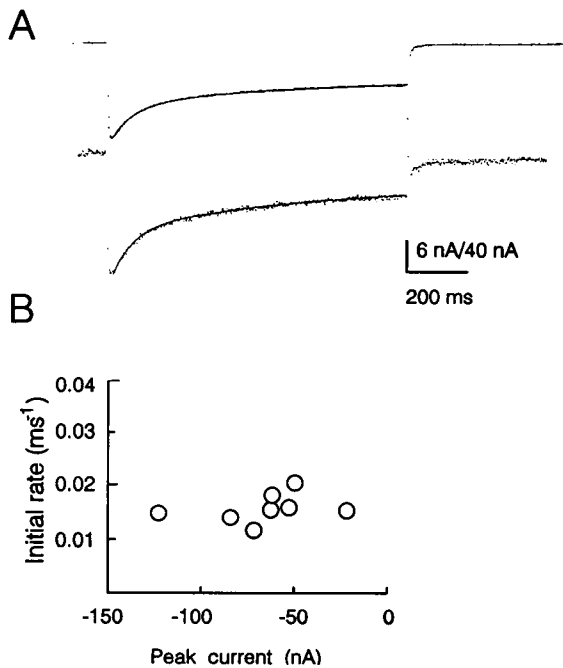 A
6 nA/40 nA
200 ms
B
Initial rate (ms-1)
0.04
0.03
0.02
0.01
-150
-100
-50
0
Peak current (nA)